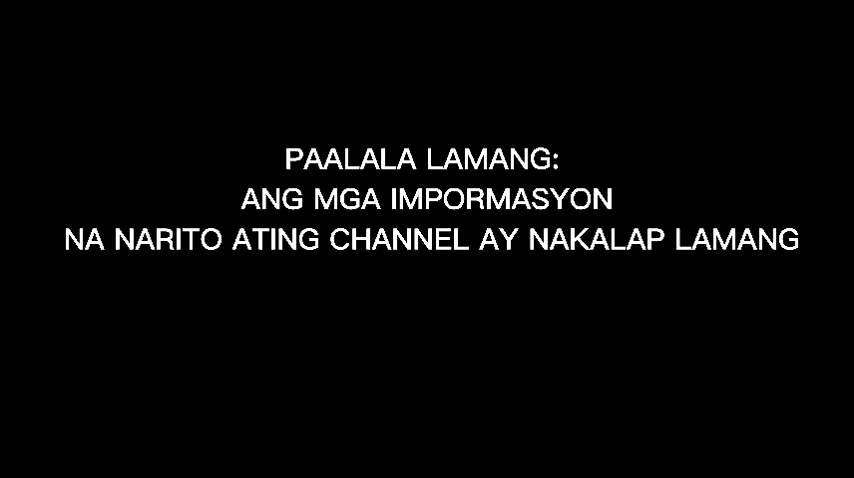 PAALALA LAMANG:
ANG MGA IMPORMASYON
NA NARITO ATING CHANNEL AY NAKALAP LAMANG